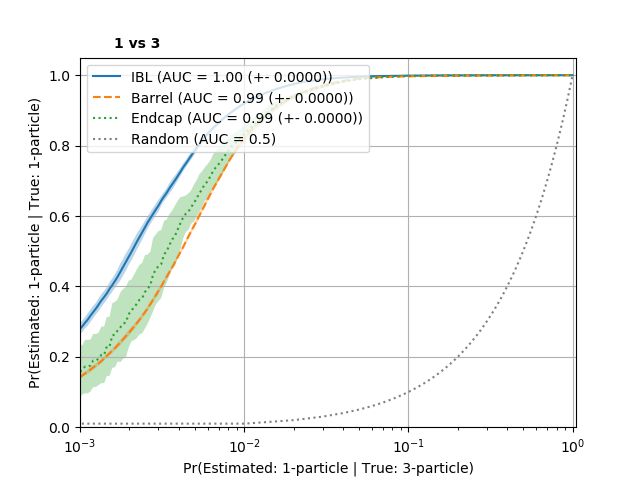 1 vs 3
Pr(Estimated: 1-particle | True: 1-particle)
1.0
0.8
0.6
0.4
0.2
0.0
IBL (AUC = 1.00 (+- 0.0000))
Barrel (AUC = 0.99 (+- 0.0000))
Endcap (AUC = 0.99 (+- 0.0000))
Random (AUC = 0.5)
10⁻³ 10⁻² 10⁻¹ 10⁰
Pr(Estimated: 1-particle | True: 3-particle)